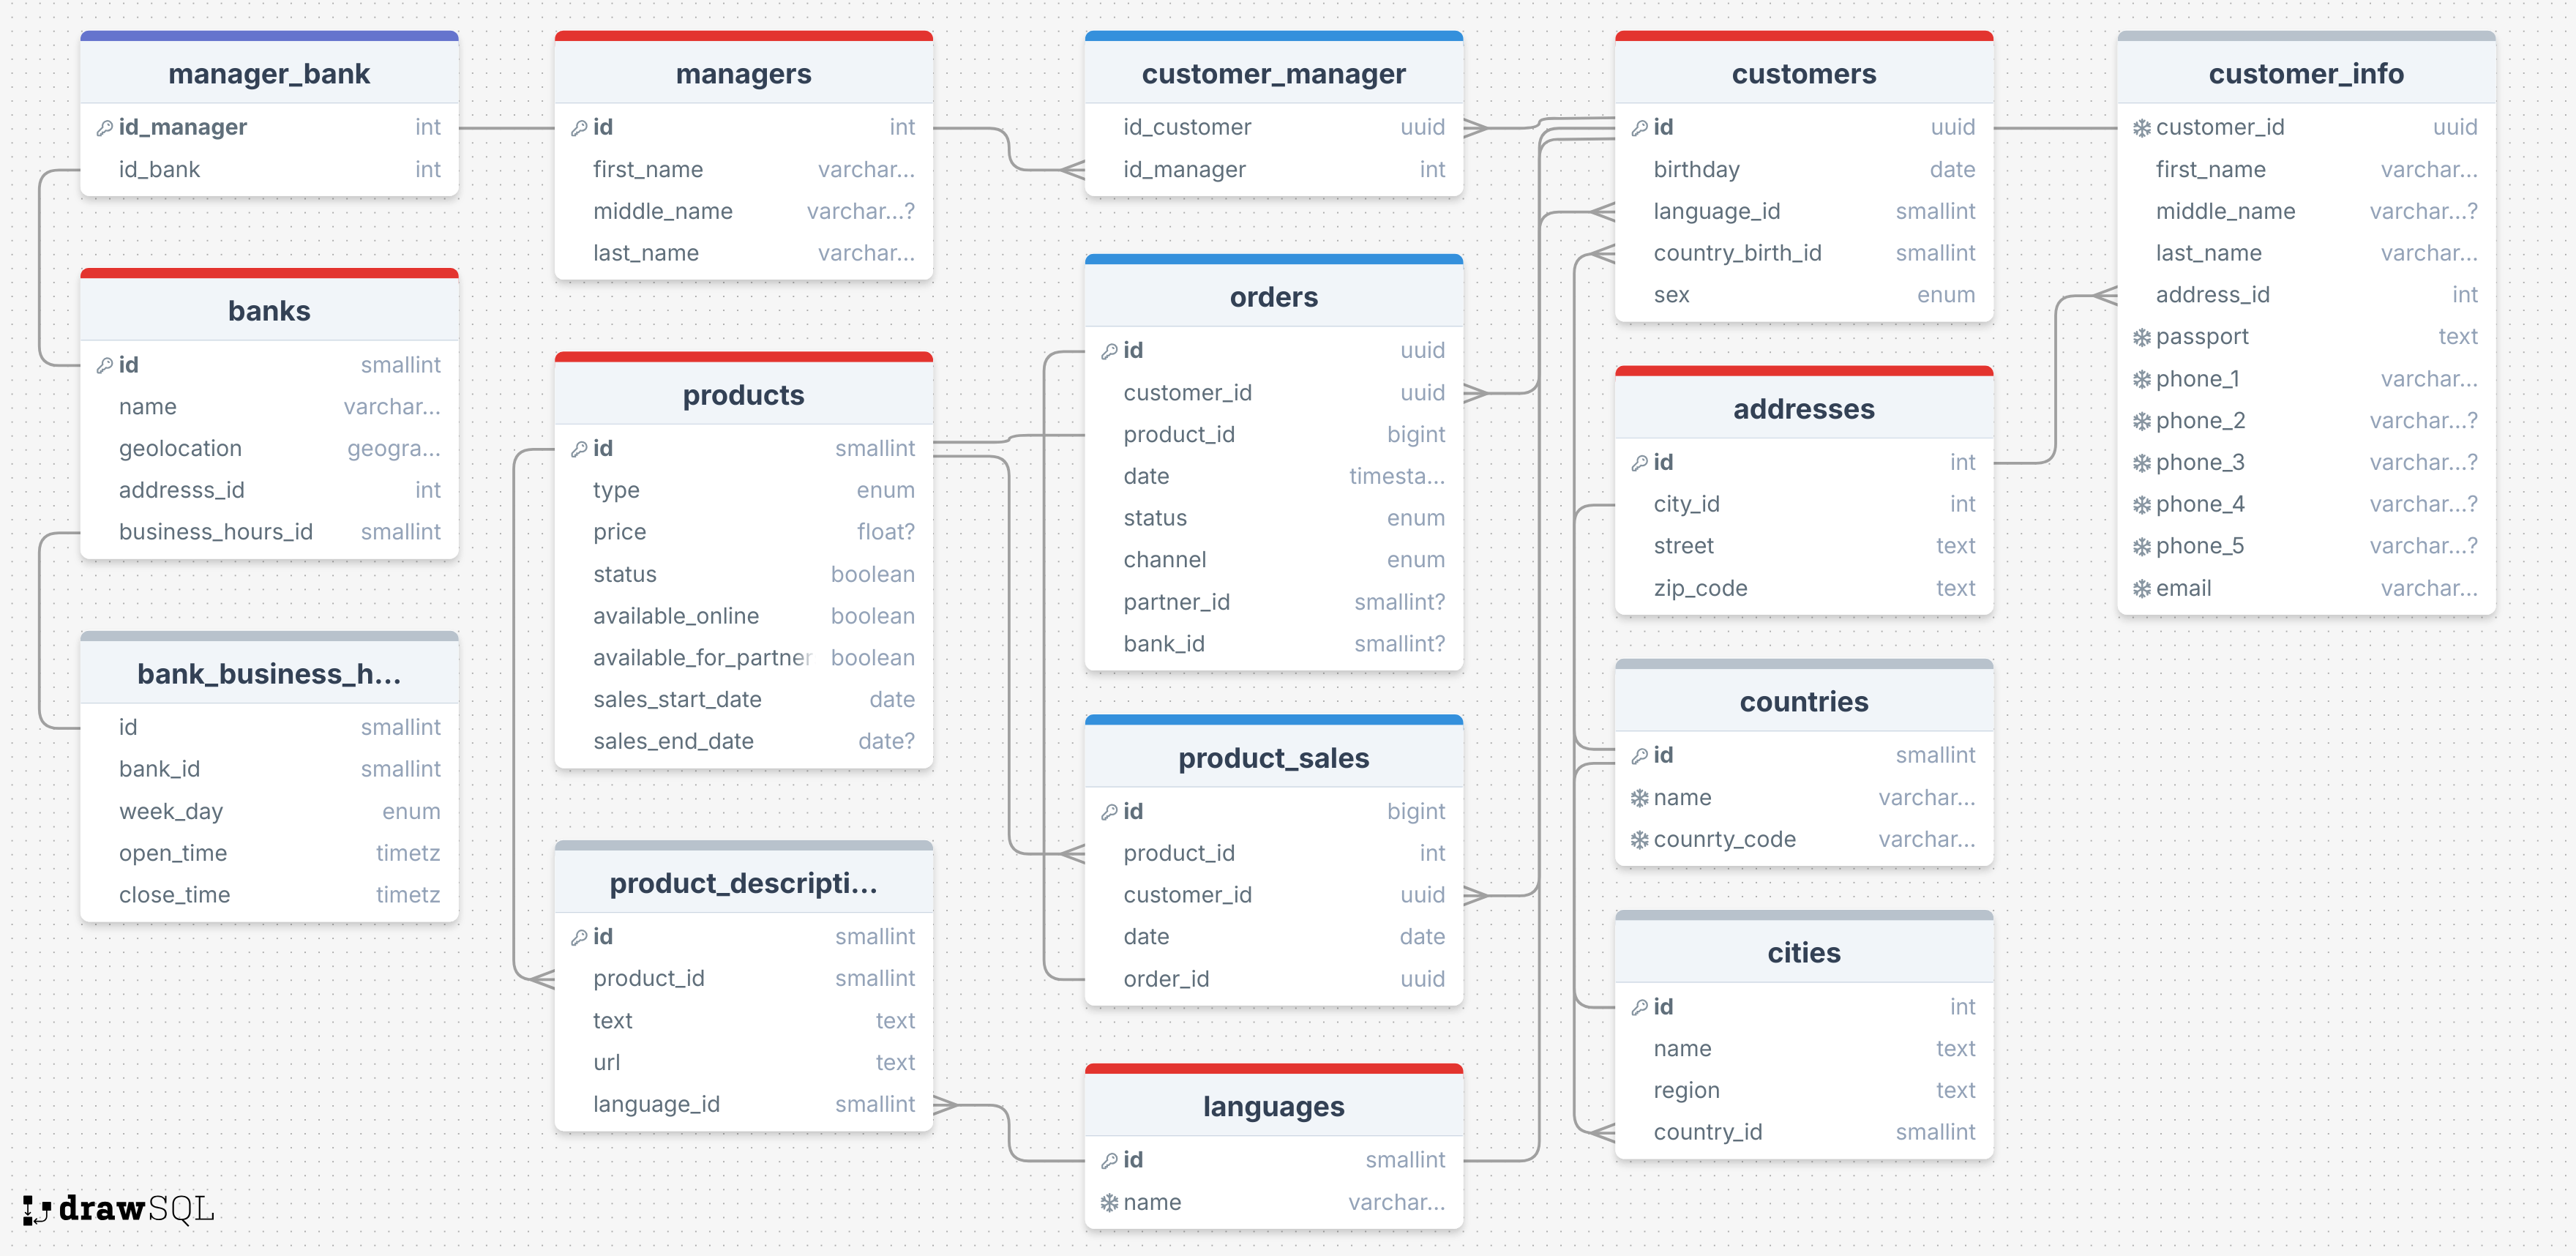 manager_bank
id_manager int
id_bank int
banks
id smallint
name varchar...
geolocation geogra...
addresss_id int
business_hours_id smallint
bank_business_h...
id smallint
bank_id smallint
week_day enum
open_time timetz
close_time timetz
managers
id int
first_name varchar...
middle_name varchar...?
last_name varchar...
products
id smallint
type enum
price float?
status boolean
available_online boolean
available_for_partner boolean
sales_start_date date
sales_end_date date?
product_descripti...
id smallint
product_id smallint
text text
url text
language_id smallint
customer_manager
id_customer uuid
id_manager int
orders
id uuid
customer_id uuid
product_id bigint
date timesta...
status enum
channel enum
partner_id smallint?
bank_id smallint?
product_sales
id bigint
product_id int
customer_id uuid
date date
order_id uuid
languages
id smallint
name varchar...
customers
id uuid
birthday date
language_id smallint
country_birth_id smallint
sex enum
addresses
id int
city_id int
street text
zip_code text
countries
id smallint
name varchar...
counrty_code varchar...
cities
id int
name text
region text
country_id smallint
customer_info
customer_id uuid
first_name varchar...
middle_name varchar...?
last_name varchar...
address_id int
passport text
phone_1 varchar...
phone_2 varchar...?
phone_3 varchar...?
phone_4 varchar...?
phone_5 varchar...?
email varchar...
drawSQL